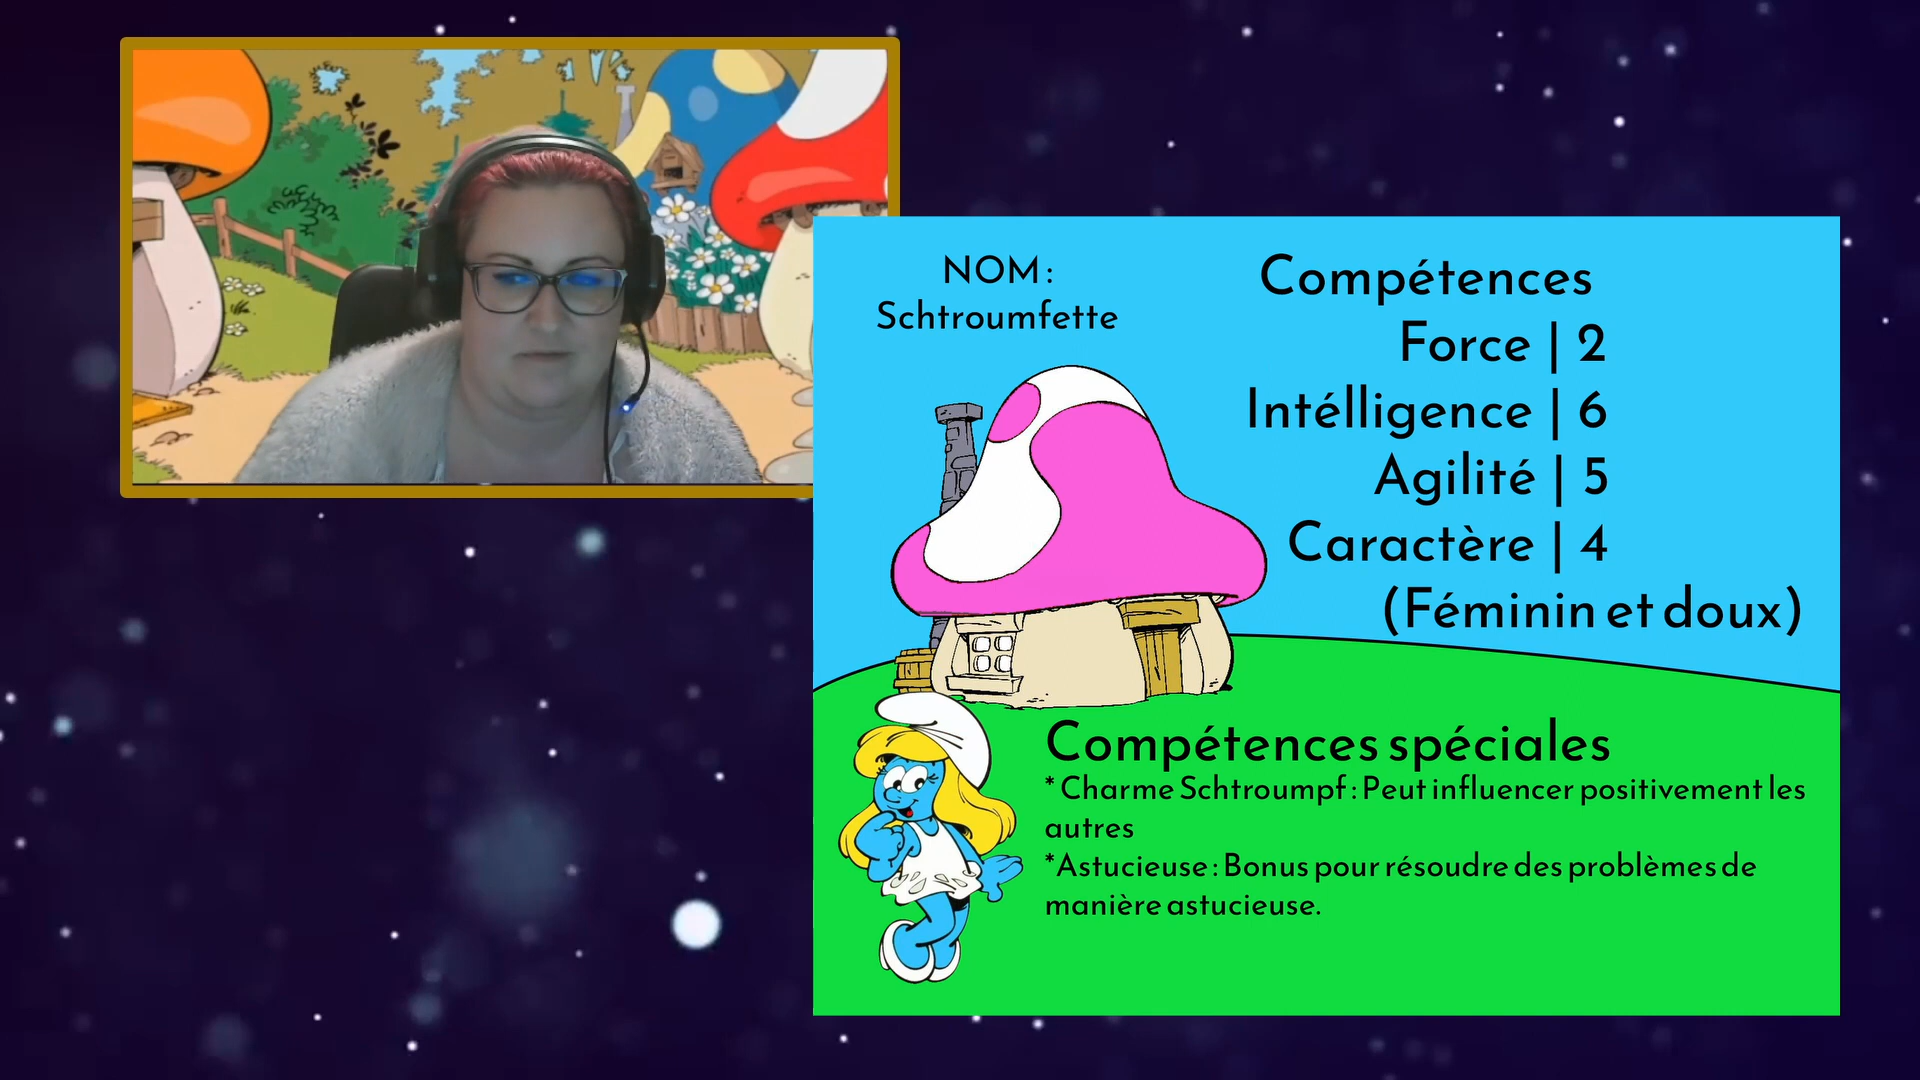 NOM :
Schtroumfette
Compétences
Force | 2
Intélligence | 6
Agilité | 5
Caractère | 4
(Féminin et doux)
Compétences spéciales
* Charme Schtroumpf : Peut influencer positivement les
autres
*Astucieuse : Bonus pour résoudre des problèmes de
manière astucieuse.